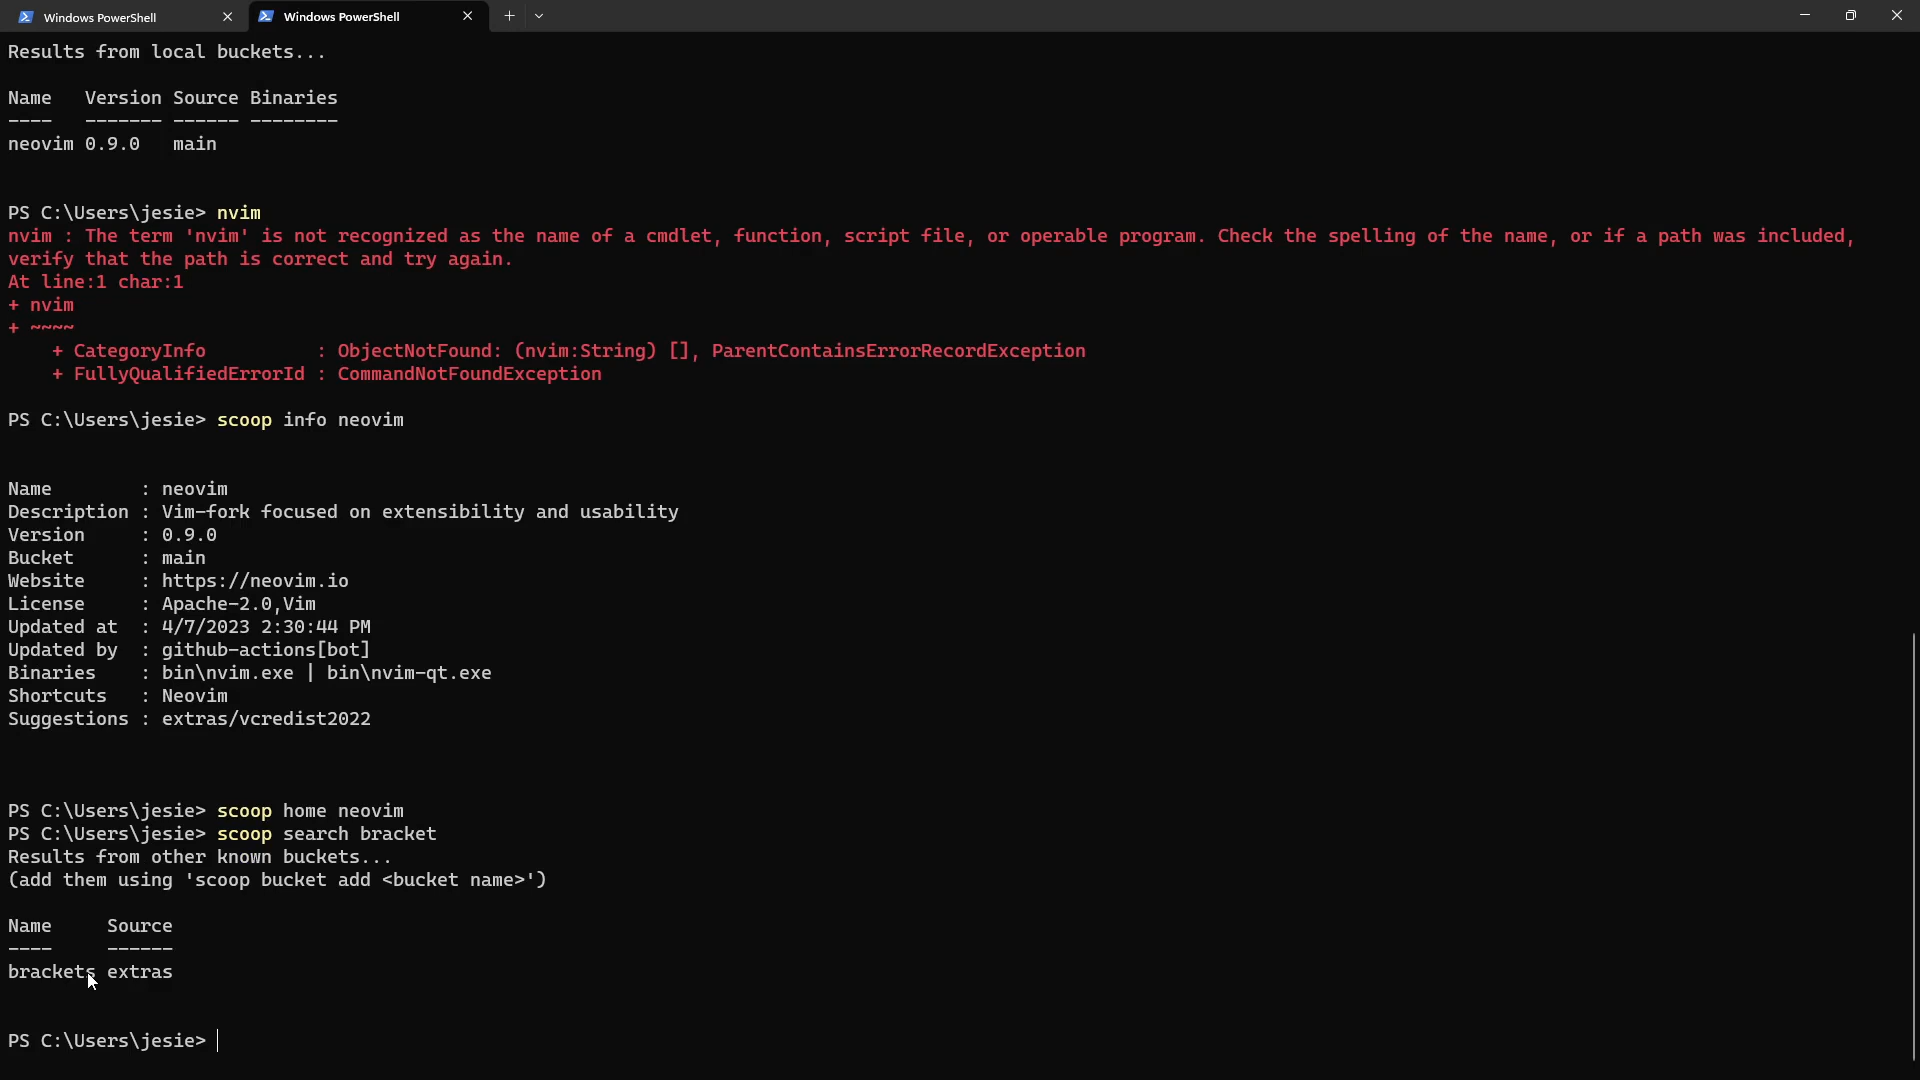 Windows PowerShell
Windows PowerShell
Results from local buckets...
Name   Version Source Binaries
----   ------- ------ --------
neovim 0.9.0   main
PS C:\Users\jesie> nvim
nvim : The term 'nvim' is not recognized as the name of a cmdlet, function, script file, or operable program. Check the spelling of the name, or if a path was included,
verify that the path is correct and try again.
At line:1 char:1
+ nvim
+ ~~~~
    + CategoryInfo          : ObjectNotFound: (nvim:String) [], ParentContainsErrorRecordException
    + FullyQualifiedErrorId : CommandNotFoundException
PS C:\Users\jesie> scoop info neovim
Name        : neovim
Description : Vim-fork focused on extensibility and usability
Version     : 0.9.0
Bucket      : main
Website     : https://neovim.io
License     : Apache-2.0,Vim
Updated at  : 4/7/2023 2:30:44 PM
Updated by  : github-actions[bot]
Binaries    : bin\nvim.exe | bin\nvim-qt.exe
Shortcuts   : Neovim
Suggestions : extras/vcredist2022
PS C:\Users\jesie> scoop home neovim
PS C:\Users\jesie> scoop search bracket
Results from other known buckets...
(add them using 'scoop bucket add <bucket name>')
Name     Source
----     ------
brackets extras
PS C:\Users\jesie>